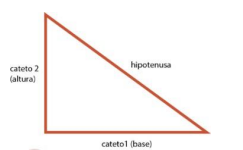 cateto 2
(altura)
hipotenusa
cateto1 (base)